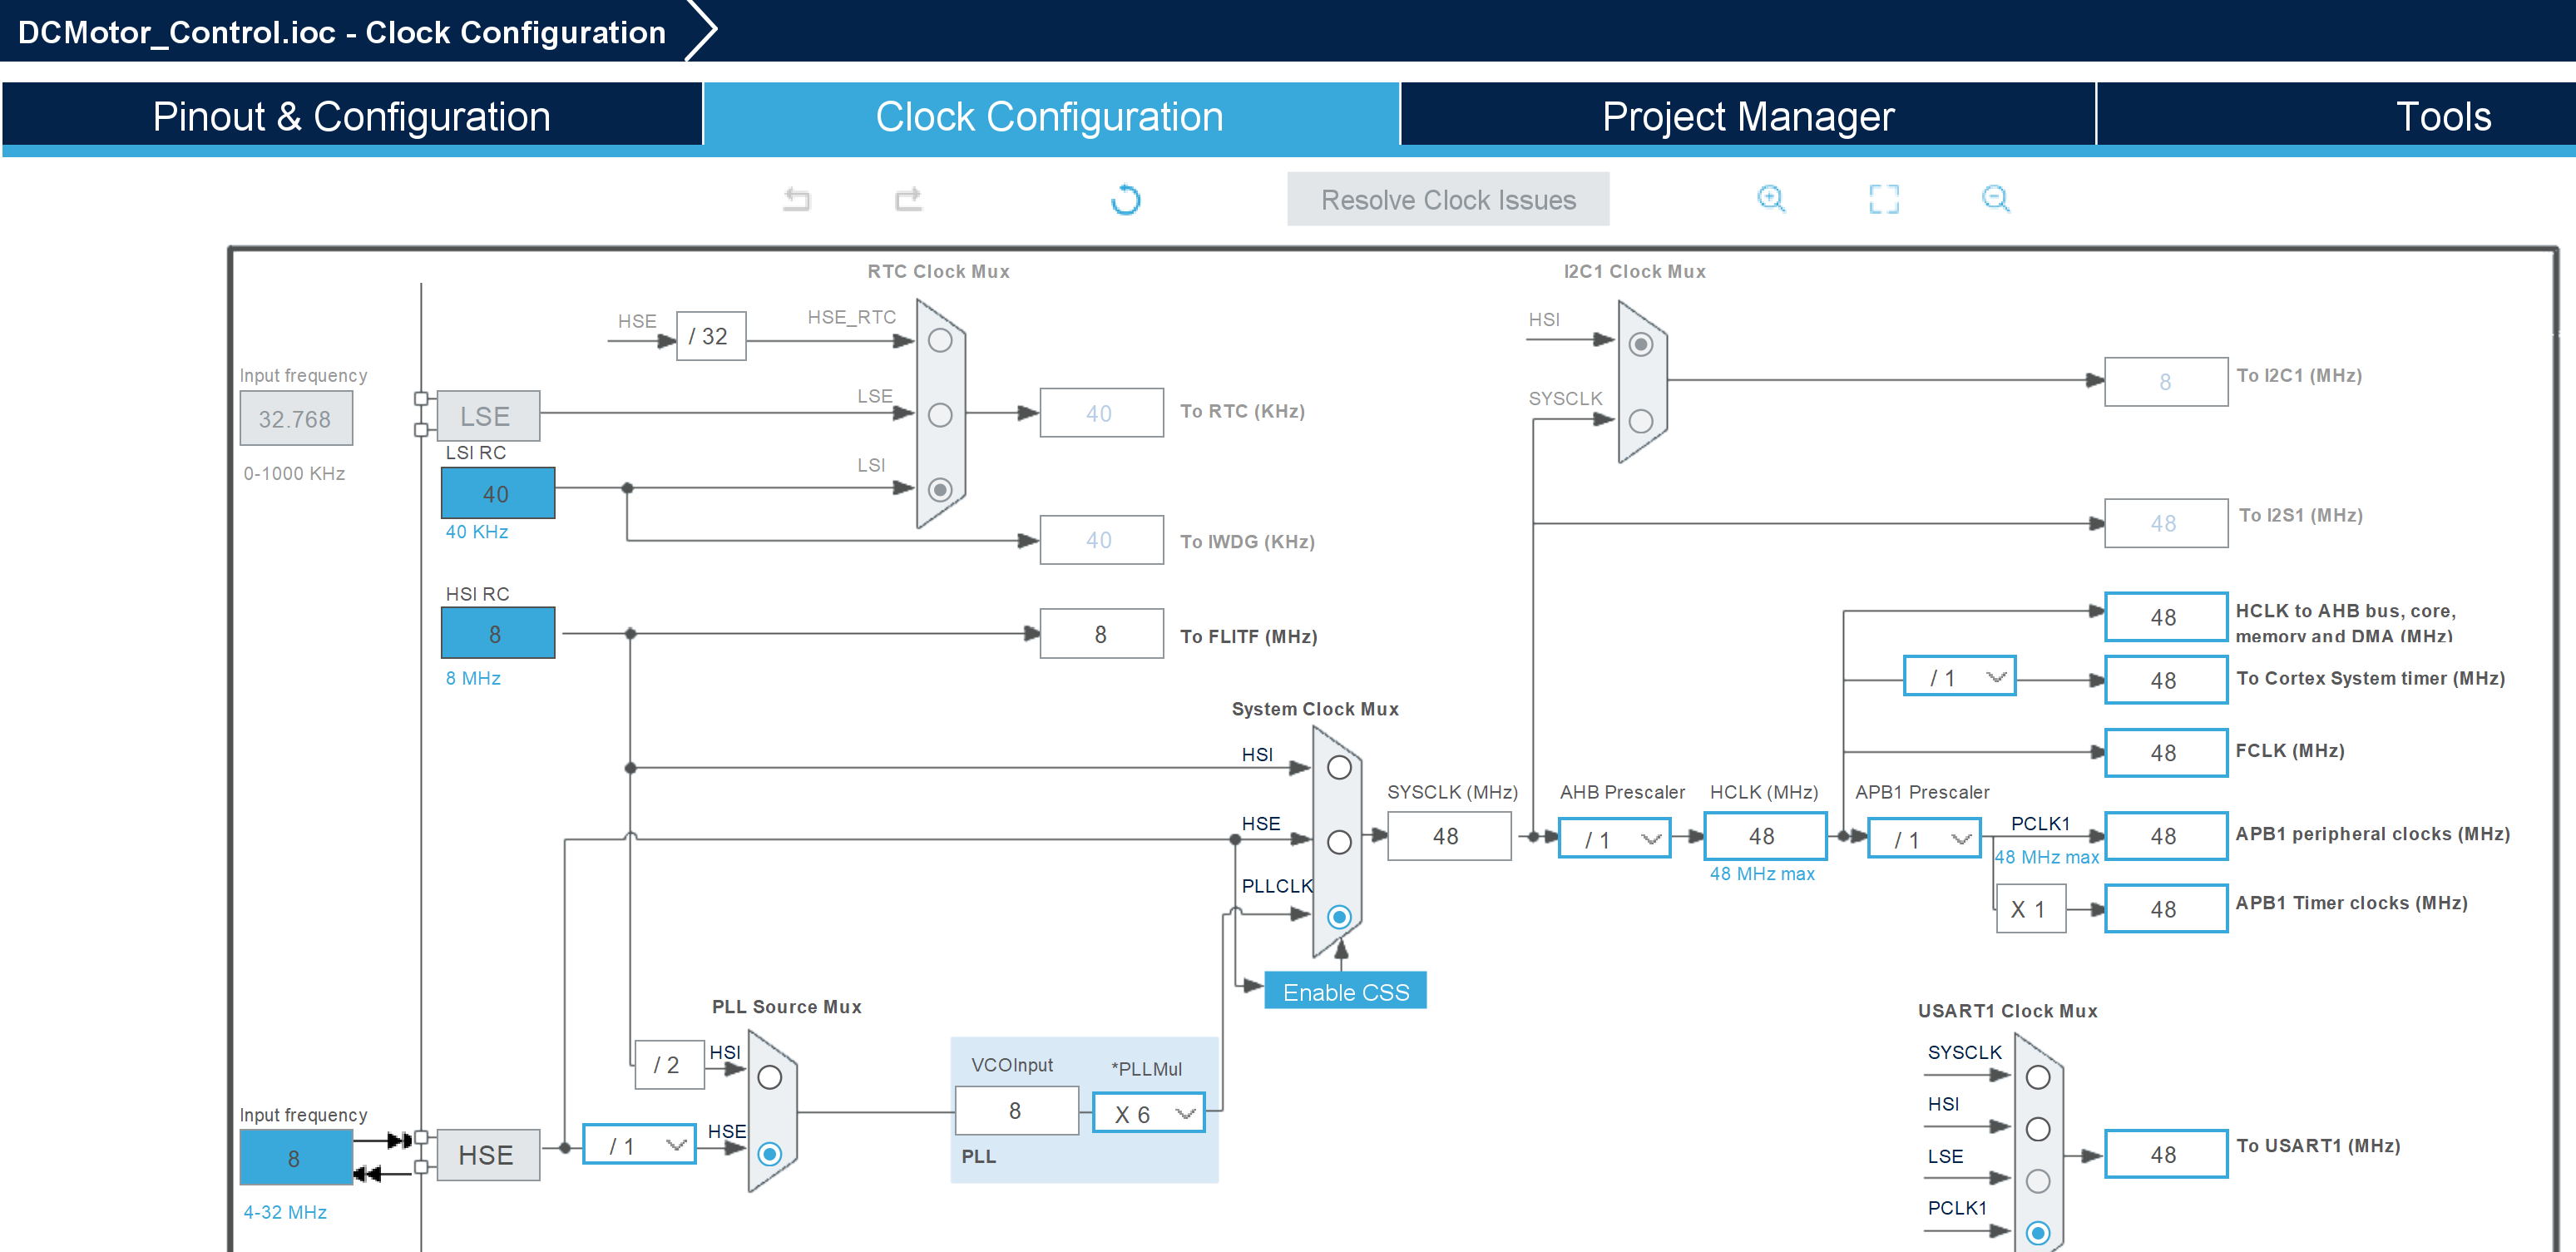 DCMotor_Control.ioc - Clock Configuration
Pinout & Configuration
Clock Configuration
Project Manager
Tools
Resolve Clock Issues
RTC Clock Mux
I2C1 Clock Mux
HSE
/ 32
HSE_RTC
HSI
Input frequency
32.768
0-1000 KHz
LSE
LSE
40
To RTC (KHz)
SYSCLK
8
To I2C1 (MHz)
LSI RC
40
40 KHz
LSI
40
To IWDG (KHz)
48
To I2S1 (MHz)
HSI RC
8
8 MHz
8
To FLITF (MHz)
48
HCLK to AHB bus, core,
memory and DMA (MHz)
/ 1
48
To Cortex System timer (MHz)
System Clock Mux
HSI
48
FCLK (MHz)
HSE
SYSCLK (MHz)
48
AHB Prescaler
/ 1
HCLK (MHz)
48
48 MHz max
APB1 Prescaler
/ 1
PCLK1
48 MHz max
48
APB1 peripheral clocks (MHz)
PLLCLK
X 1
48
APB1 Timer clocks (MHz)
Enable CSS
PLL Source Mux
/ 2
HSI
VCOInput
8
*PLLMul
X 6
PLL
Input frequency
8
4-32 MHz
HSE
/ 1
HSE
USART1 Clock Mux
SYSCLK
HSI
LSE
PCLK1
48
To USART1 (MHz)